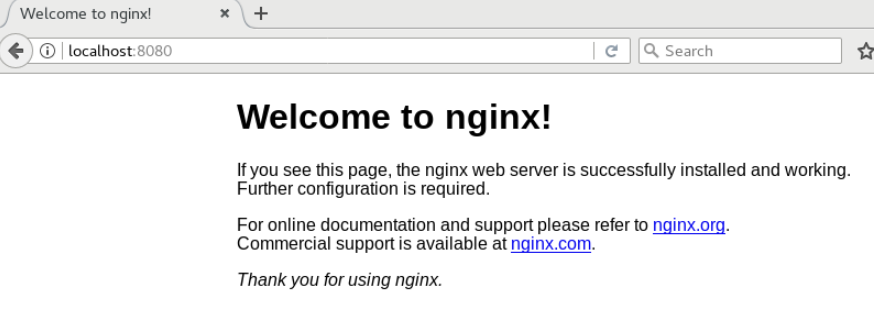 Welcome to nginx!
localhost:8080
Search
Welcome to nginx!
If you see this page, the nginx web server is successfully installed and working.
Further configuration is required.
For online documentation and support please refer to nginx.org.
Commercial support is available at nginx.com.
Thank you for using nginx.